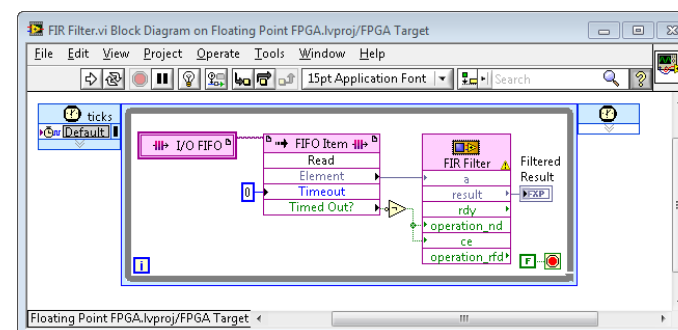 FIR Filter.vi Block Diagram on Floating Point FPGA.lvproj/FPGA Target
File Edit View Project Operate Tools Window Help
15pt Application Font Search
ticks
Default
I/O FIFO
FIFO Item
Read
Element
0 Timeout
Timed Out?
FIR Filter
a
result
rdy
operation_nd
ce
operation_rfd
Filtered
Result
FXP
F
i
Floating Point FPGA.lvproj/FPGA Target